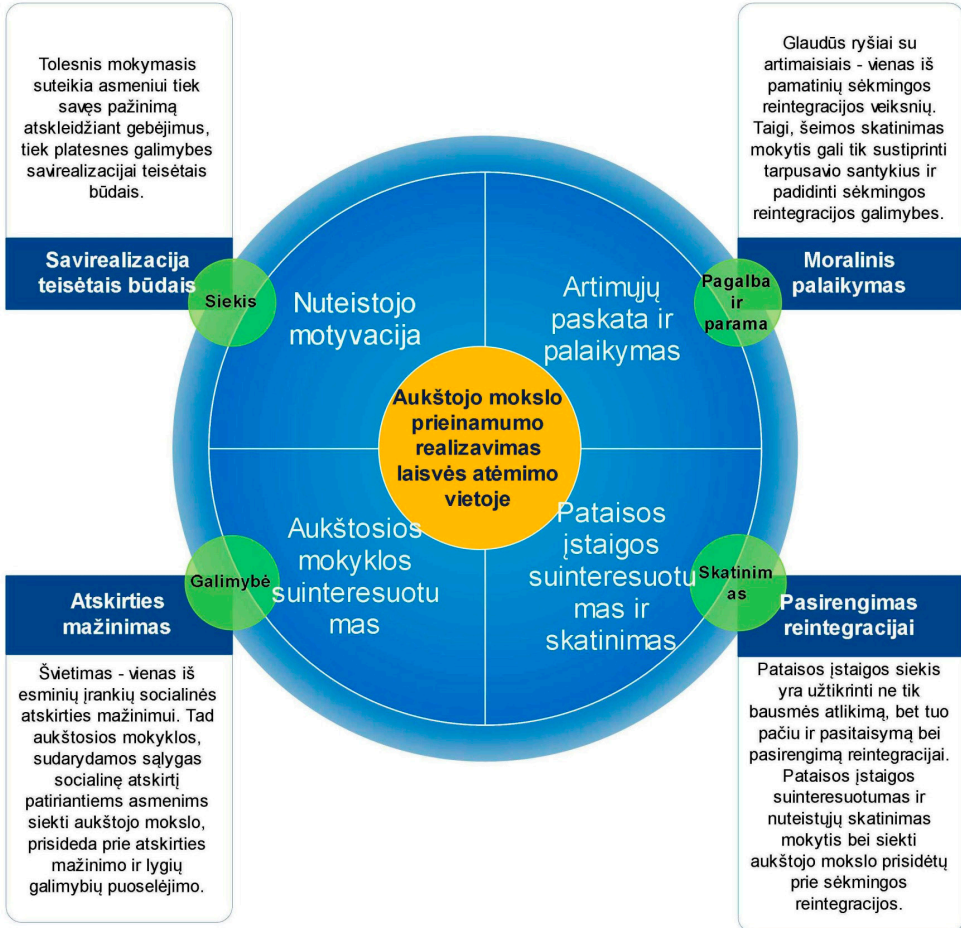 Tolesnis mokymasis
suteikia asmeniui tiek
savęs pažinimą
atskleidžiant gebėjimus,
tiek platesnes galimybes
savirealizacijai teisėtais
būdais.
Savirealizacija
teisėtais būdais
Siekis
Nuteistojo
motyvacija
Glaudūs ryšiai su
artimaisiais - vienas iš
pamatinių sėkmingos
reintegracijos veiksnių.
Taigi, šeimos skatinimas
mokytis gali tik sustiprinti
tarpusavio santykius ir
padidinti sėkmingos
reintegracijos galimybes.
Moralinis
palaikymas
Pagalba
ir
parama
Artimųjų
paskata ir
palaikymas
Aukštojo mokslo
prieinamumo
realizavimas
laisvės atėmimo
vietoje
Aukštosios
mokyklos
suinteresuotu
mas
Galimybė
Atskirties
mažinimas
Švietimas - vienas iš
esminių įrankių socialinės
atskirties mažinimui. Tad
aukštosios mokyklos,
sudarydamos sąlygas
socialinę atskirtį
patiriantiems asmenims
siekti aukštojo mokslo,
prisideda prie atskirties
mažinimo ir lygių
galimybių puoselėjimo.
Pataisos
įstaigos
suinteresuotu
mas ir
skatinimas
Skatinim
as
Pasirengimas
reintegracijai
Pataisos įstaigos siekis
yra užtikrinti ne tik
bausmės atlikimą, bet tuo
pačiu ir pasitaisymą bei
pasirengimą reintegracijai.
Pataisos įstaigos
suinteresuotumas ir
nuteistųjų skatinimas
mokytis bei siekti
aukštojo mokslo prisidėtų
prie sėkmingos
reintegracijos.